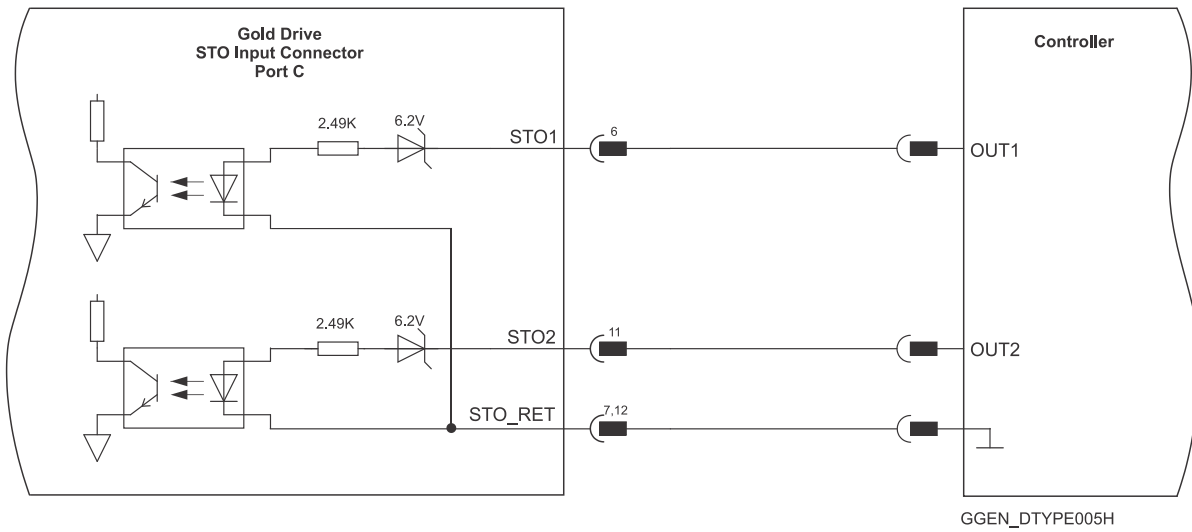 Gold Drive
STO Input Connector
Port C
Controller
2.49K
6.2V
STO1
6
OUT1
2.49K
6.2V
STO2
11
OUT2
STO_RET
7,12
GGEN_DTYPE005H